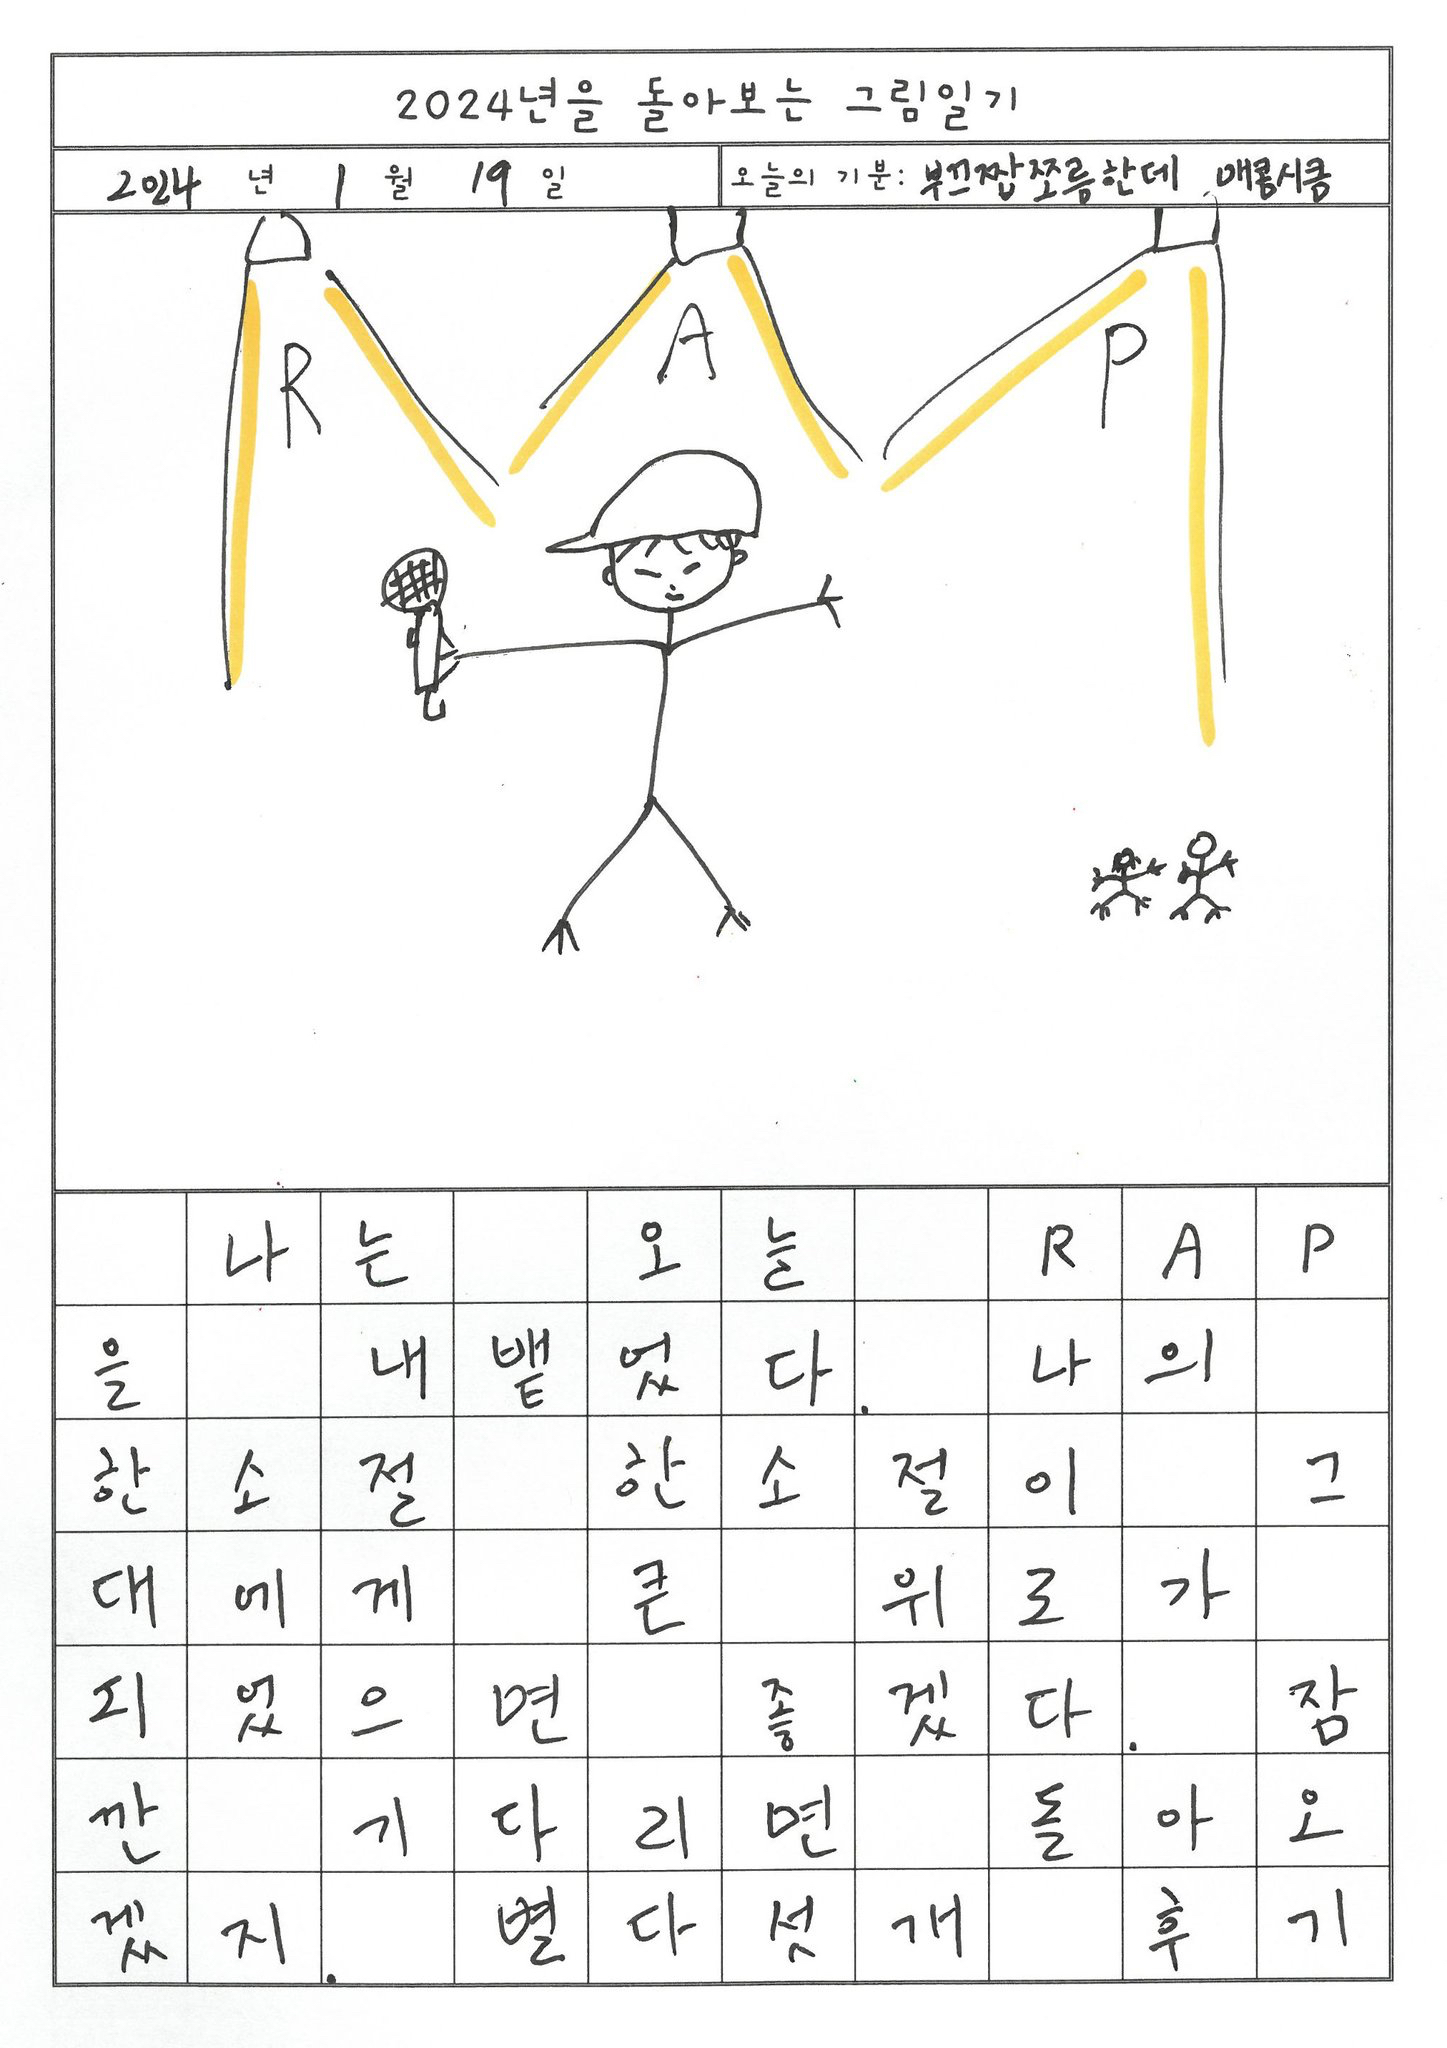 2024년을 돌아보는 그림일기
2024 년 1 월 19 일 오늘의 기분: 짭쪼름한데 매콤시큼
R A P
나는 오늘 RAP
을 내뱉었다. 나의
한소절 한소절이 그
대에게 큰 위로가
되었으면 좋겠다. 잠
깐 기다리면 돌아오
겠지. 별다섯개 후기